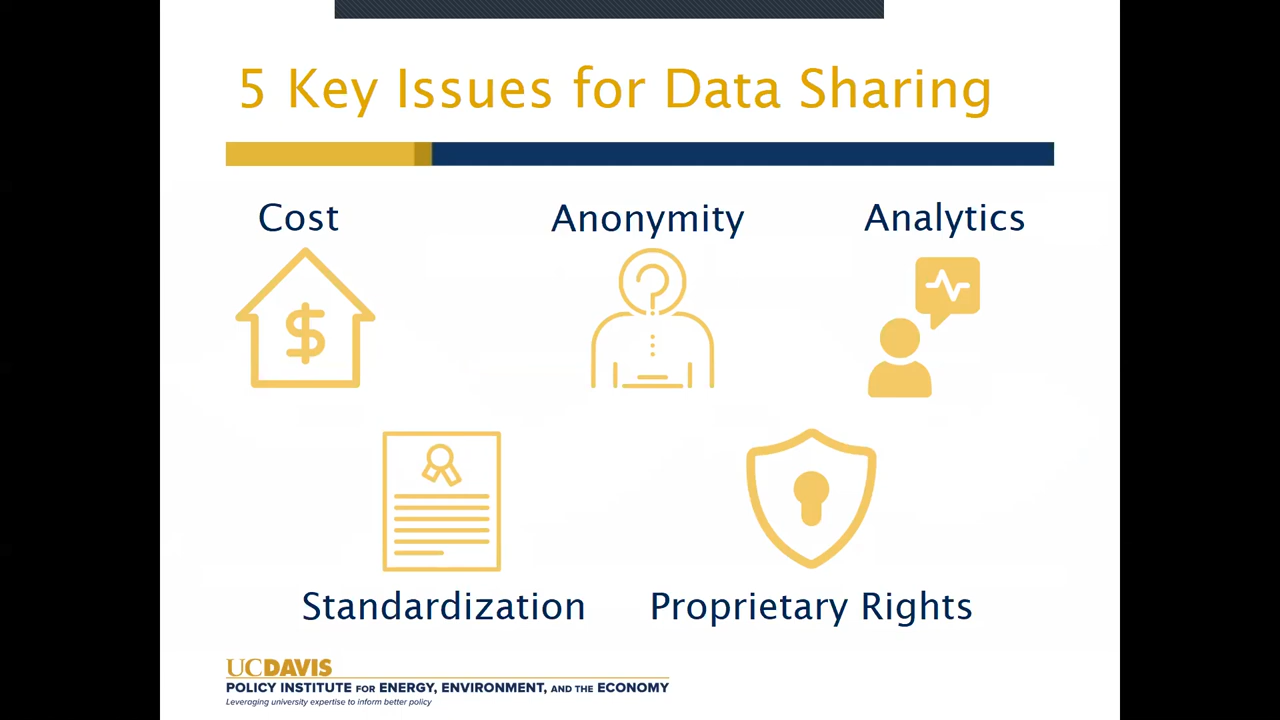 5 Key Issues for Data Sharing
Cost
Anonymity
Analytics
$
?
Standardization
Proprietary Rights
UCDAVIS
POLICY INSTITUTE FOR ENERGY, ENVIRONMENT, AND THE ECONOMY
Leveraging university expertise to inform better policy